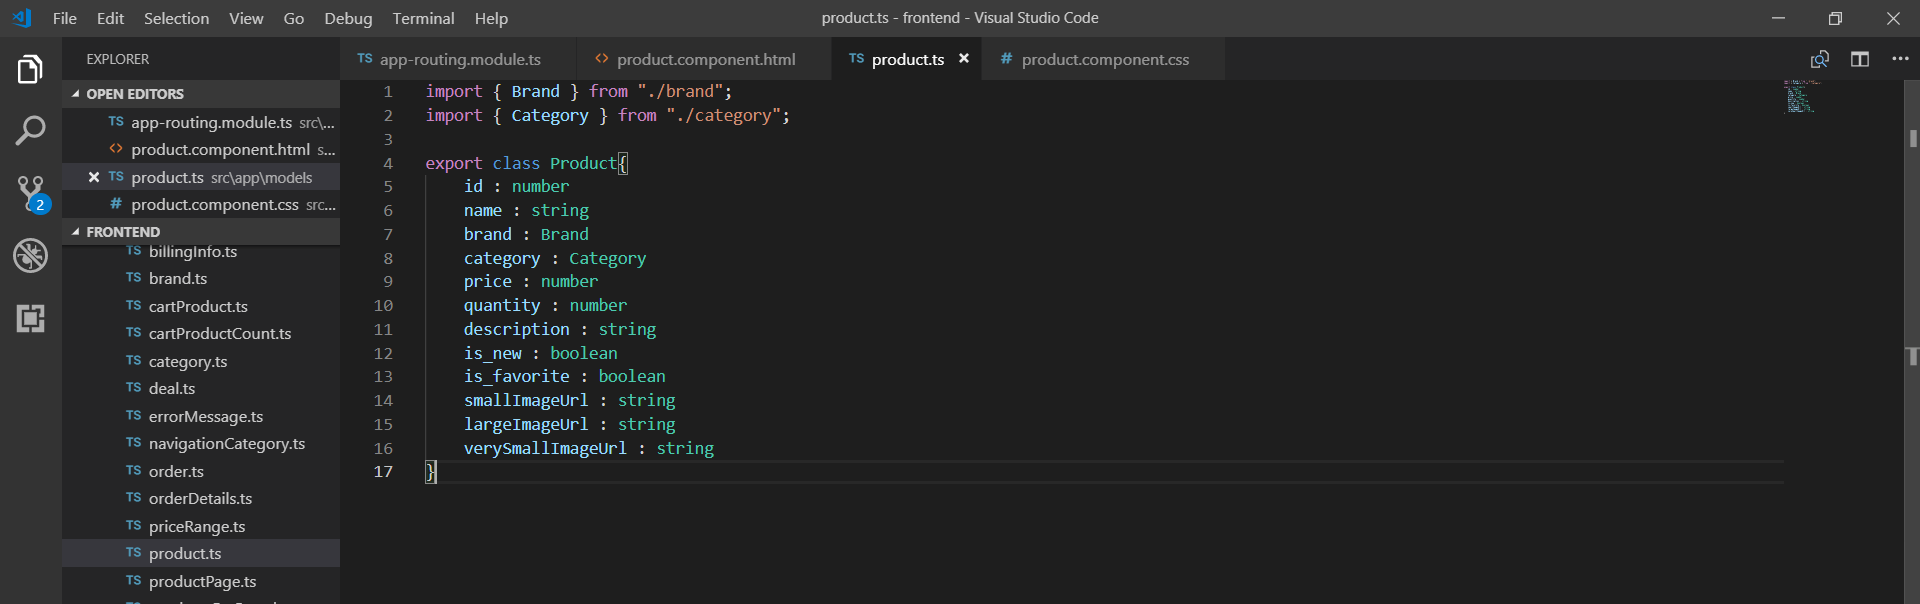 File Edit Selection View Go Debug Terminal Help
product.ts - frontend - Visual Studio Code
EXPLORER
OPEN EDITORS
TS app-routing.module.ts src\...
<> product.component.html s...
TS product.ts src\app\models
# product.component.css src...
2
FRONTEND
TS billingInfo.ts
TS brand.ts
TS cartProduct.ts
TS cartProductCount.ts
TS category.ts
TS deal.ts
TS errorMessage.ts
TS navigationCategory.ts
TS order.ts
TS orderDetails.ts
TS priceRange.ts
TS product.ts
TS productPage.ts
TS app-routing.module.ts <> product.component.html TS product.ts # product.component.css
1 import { Brand } from "./brand";
2 import { Category } from "./category";
3
4 export class Product{
5 id : number
6 name : string
7 brand : Brand
8 category : Category
9 price : number
10 quantity : number
11 description : string
12 is_new : boolean
13 is_favorite : boolean
14 smallImageUrl : string
15 largeImageUrl : string
16 verySmallImageUrl : string
17 }